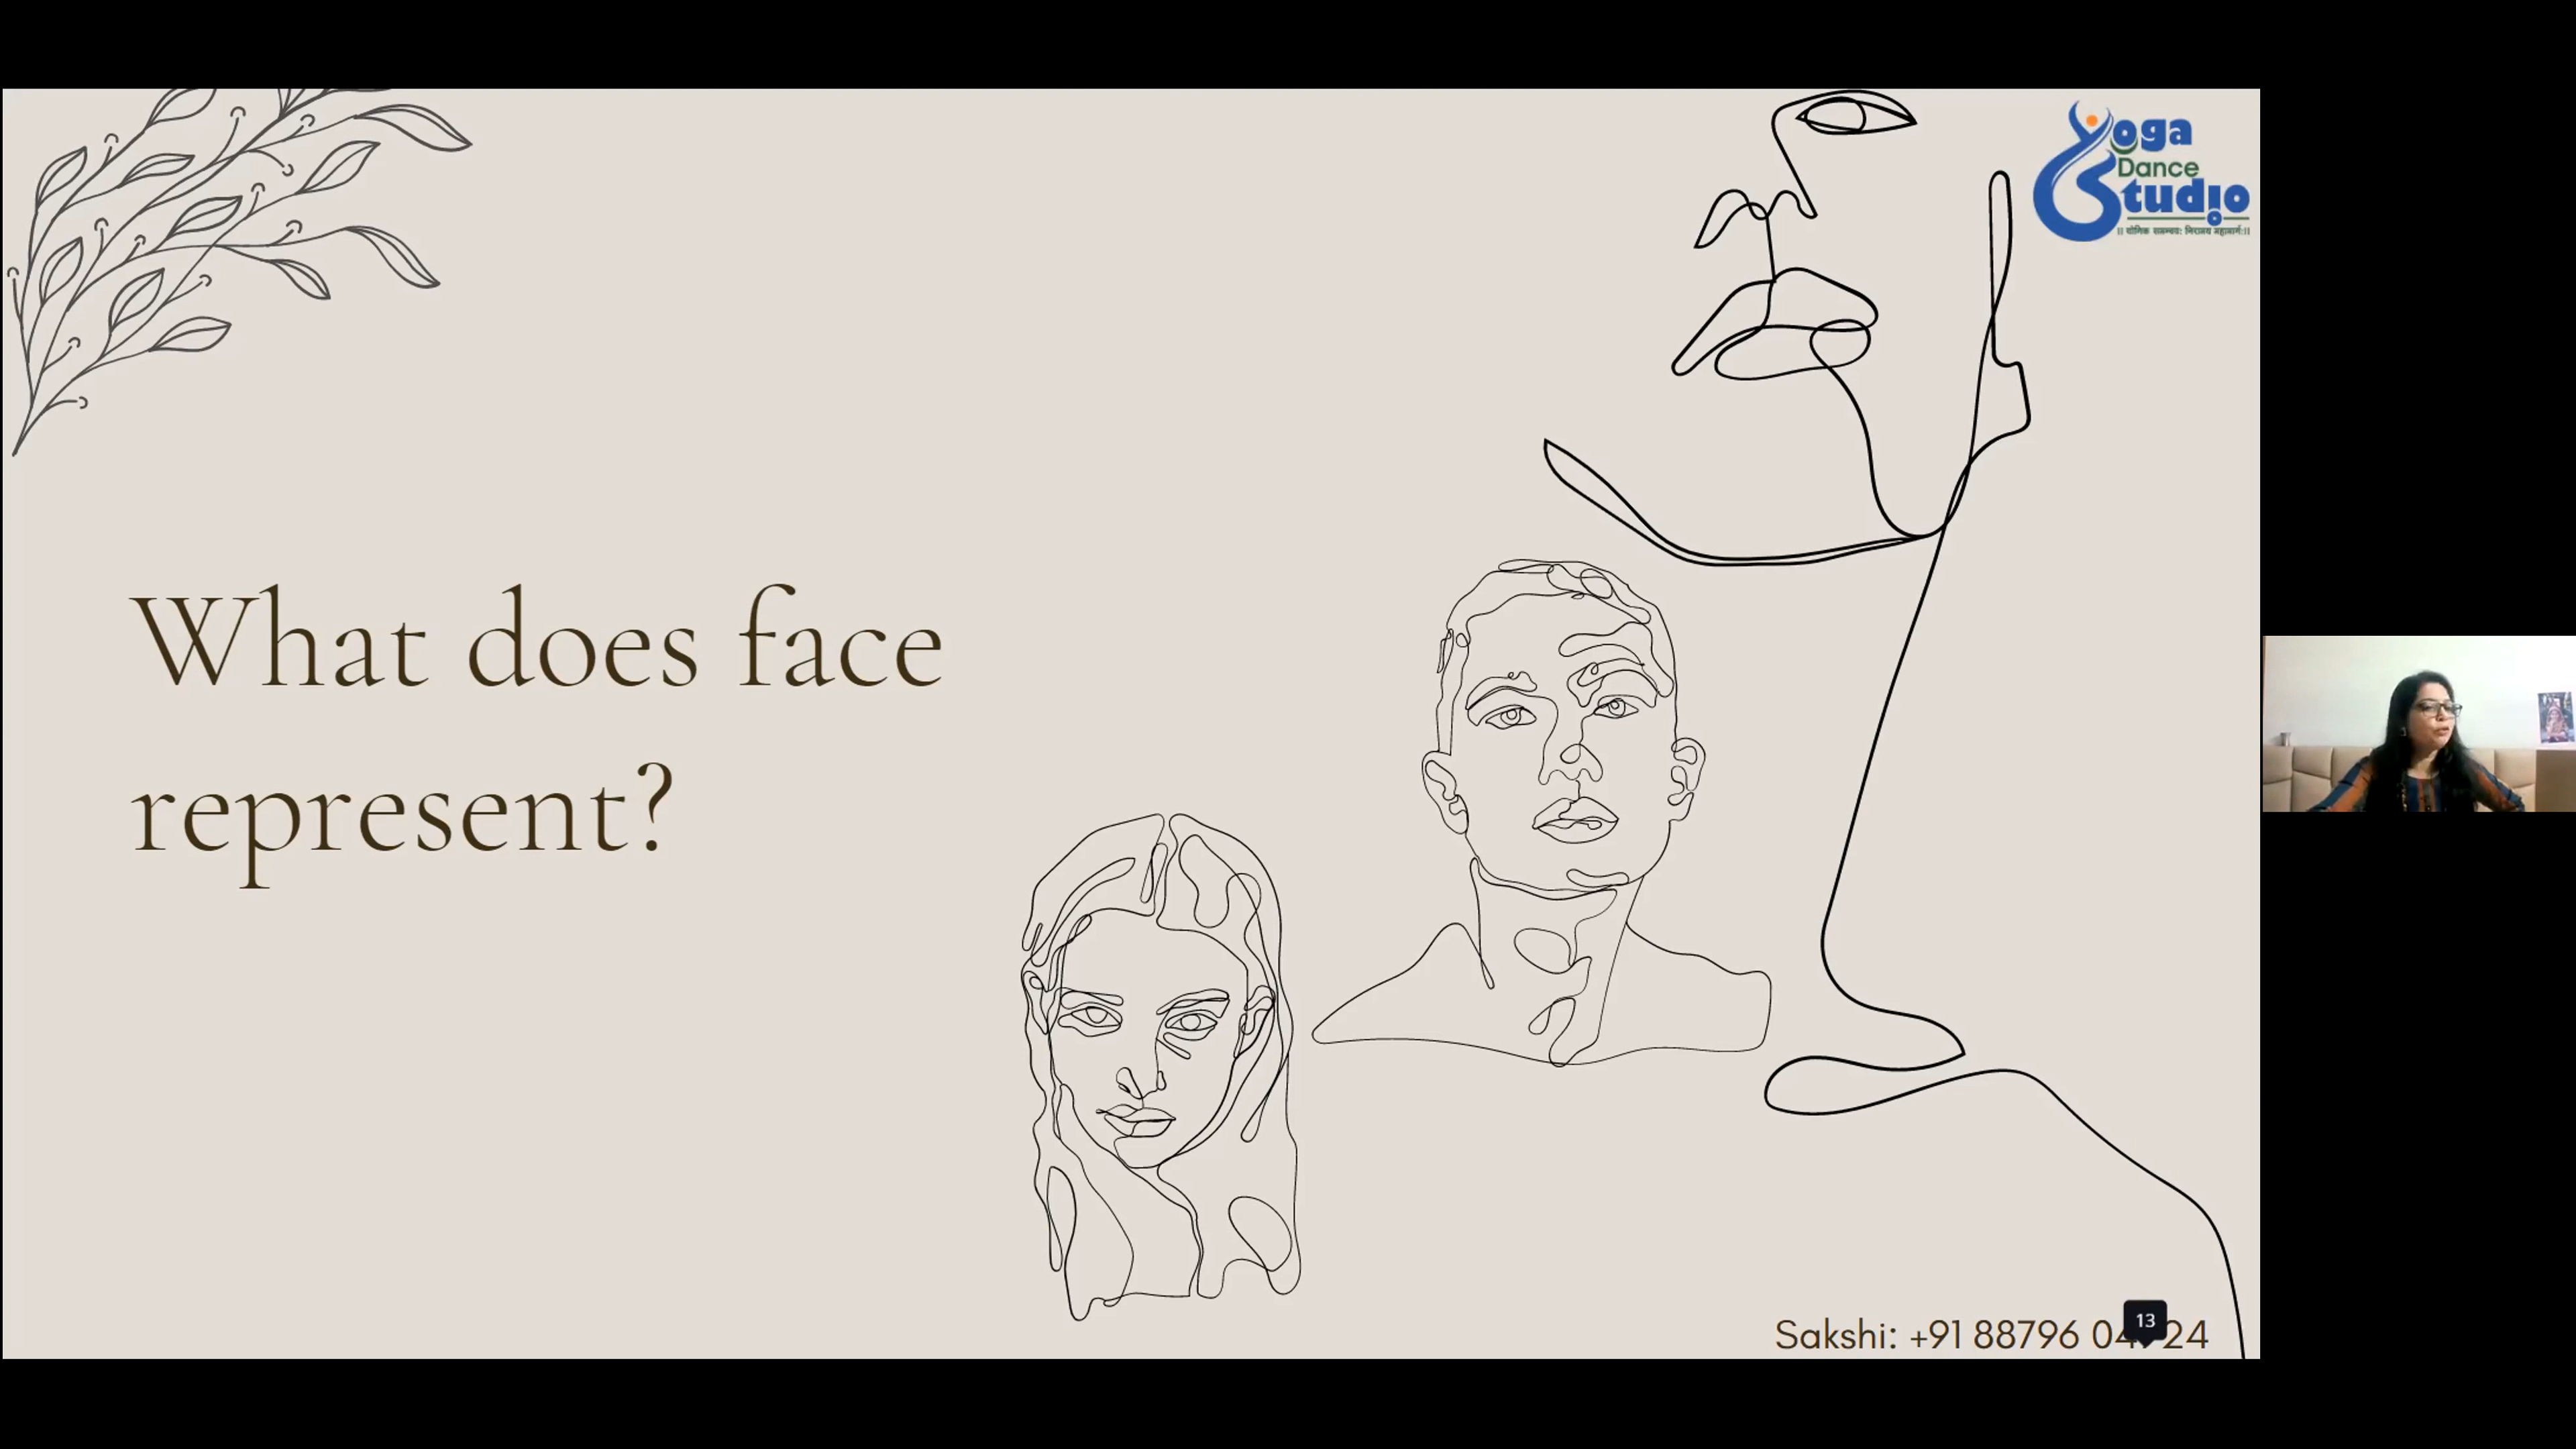 Yoga
Dance
Studio
What does face
represent?
13
Sakshi: +91 88796 04 24